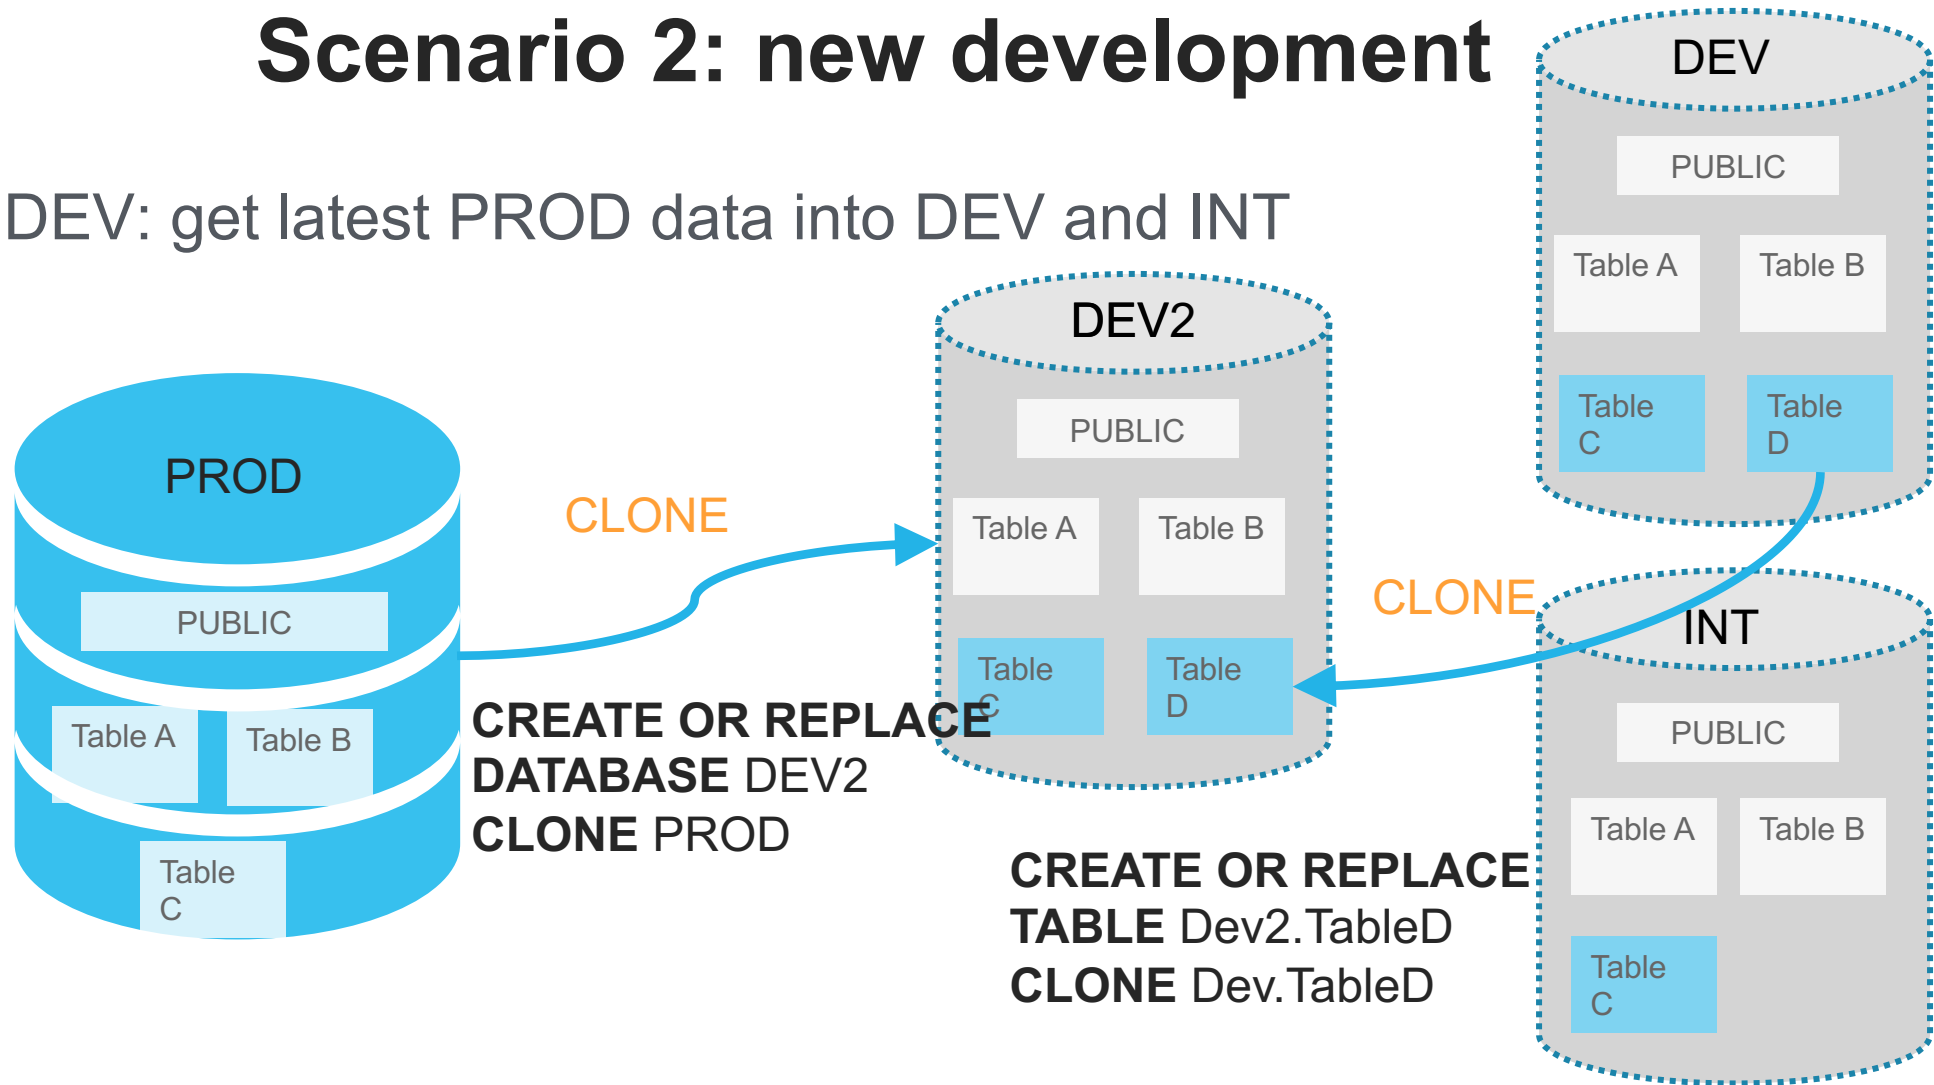 Scenario 2: new development
DEV: get latest PROD data into DEV and INT
PROD
PUBLIC
Table A
Table B
Table
C
CLONE
CREATE OR REPLACE
DATABASE DEV2
CLONE PROD
DEV2
PUBLIC
Table A
Table B
Table
C
Table
D
CLONE
CREATE OR REPLACE
TABLE Dev2.TableD
CLONE Dev.TableD
DEV
PUBLIC
Table A
Table B
Table
C
Table
D
INT
PUBLIC
Table A
Table B
Table
C